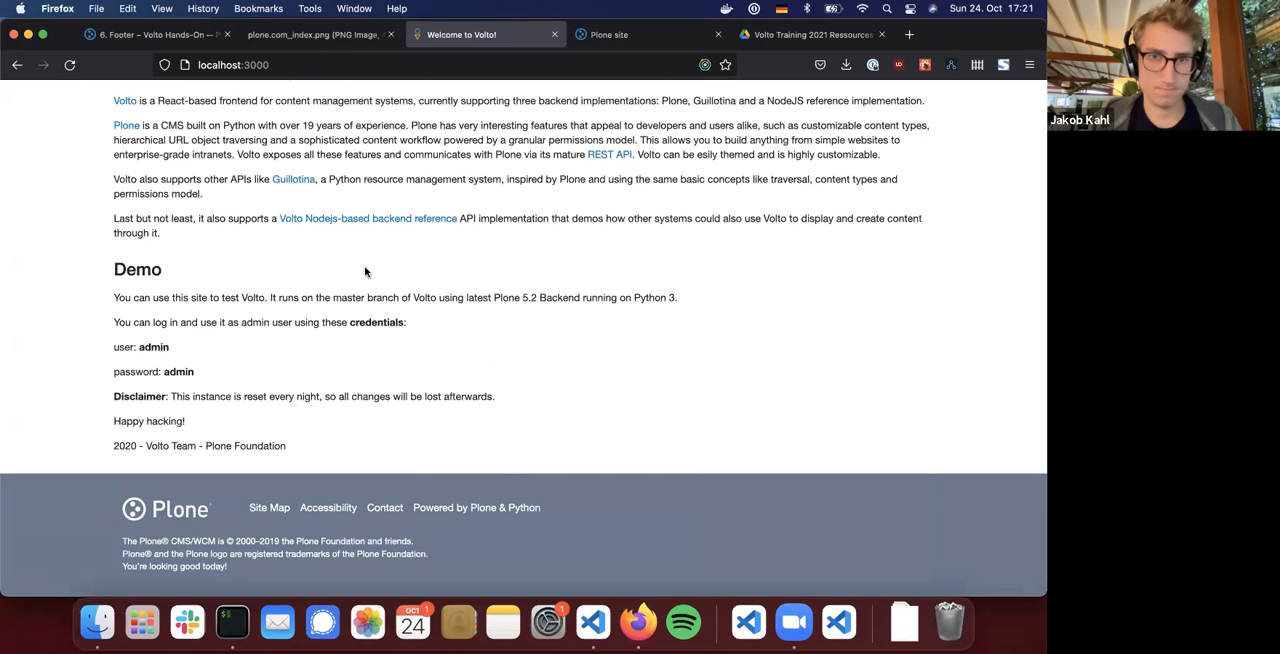 Firefox File Edit View History Bookmarks Tools Window Help Sun 24. Oct 17:21
6. Footer – Volto Hands-On — P
plone.com_index.png (PNG Image,
Welcome to Volto!
Plone site
Volto Training 2021 Ressources
localhost:3000
Jakob Kahl
Volto is a React-based frontend for content management systems, currently supporting three backend implementations: Plone, Guillotina and a NodeJS reference implementation.
Plone is a CMS built on Python with over 19 years of experience. Plone has very interesting features that appeal to developers and users alike, such as customizable content types,
hierarchical URL object traversing and a sophisticated content workflow powered by a granular permissions model. This allows you to build anything from simple websites to
enterprise-grade intranets. Volto exposes all these features and communicates with Plone via its mature REST API. Volto can be esily themed and is highly customizable.
Volto also supports other APIs like Guillotina, a Python resource management system, inspired by Plone and using the same basic concepts like traversal, content types and
permissions model.
Last but not least, it also supports a Volto Nodejs-based backend reference API implementation that demos how other systems could also use Volto to display and create content
through it.
Demo
You can use this site to test Volto. It runs on the master branch of Volto using latest Plone 5.2 Backend running on Python 3.
You can log in and use it as admin user using these credentials:
user: admin
password: admin
Disclaimer: This instance is reset every night, so all changes will be lost afterwards.
Happy hacking!
2020 - Volto Team - Plone Foundation
Plone® Site Map Accessibility Contact Powered by Plone & Python
The Plone® CMS/WCM is © 2000–2019 the Plone Foundation and friends.
Plone® and the Plone logo are registered trademarks of the Plone Foundation.
You're looking good today!
OCT 1
24
1